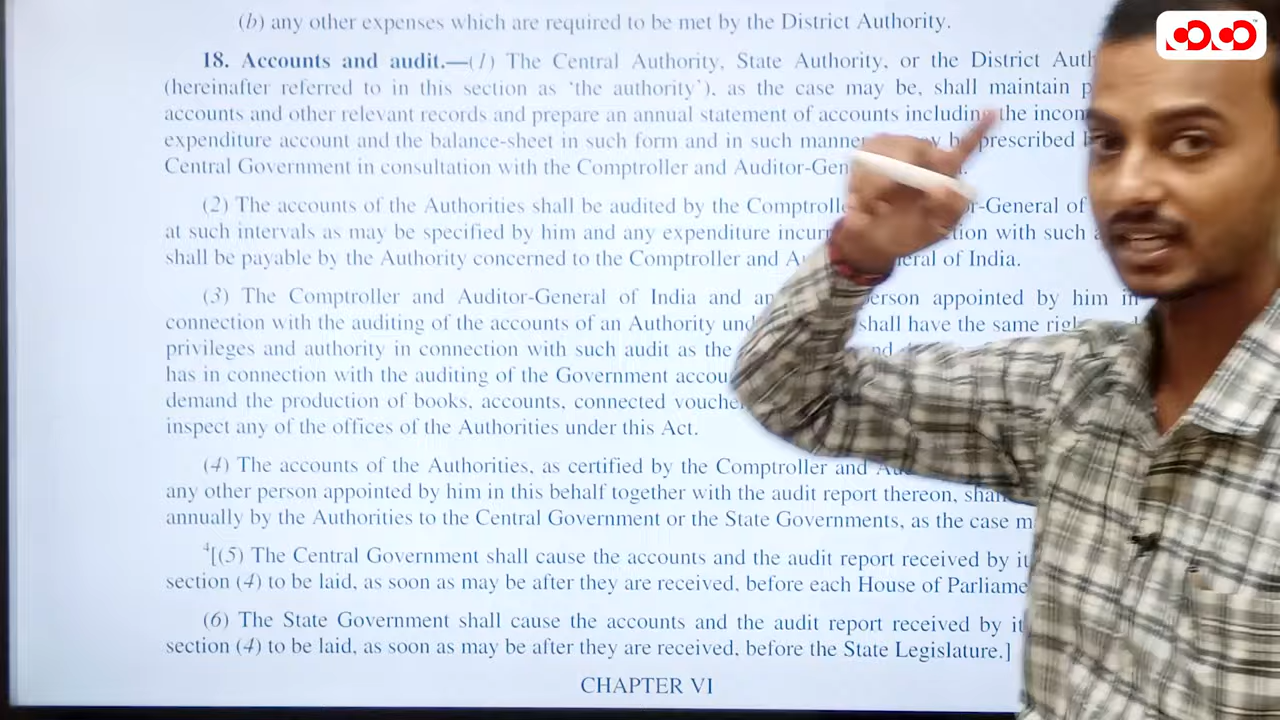 (b) any other expenses which are required to be met by the District Authority.
18. Accounts and audit.—(1) The Central Authority, State Authority, or the District
(hereinafter referred to in this section as 'the authority'), as the case may be, shall maintain
accounts and other relevant records and prepare an annual statement of accounts including the
expenditure account and the balance-sheet in such form and in such manner prescribed
Central Government in consultation with the Comptroller and
(2) The accounts of the Authorities shall be audited by the of
at such intervals as may be specified by him and any expenditure with such
shall be payable by the Authority concerned to the Comptroller and of India.
(3) The Comptroller and Auditor-General of India and appointed by him in
connection with the auditing of the accounts of an Authority shall have the same
privileges and authority in connection with such audit as the
has in connection with the auditing of the Government
demand the production of books, accounts, connected
inspect any of the offices of the Authorities under this Act.
(4) The accounts of the Authorities, as certified by the Comptroller and
any other person appointed by him in this behalf together with the audit report thereon,
annually by the Authorities to the Central Government or the State Governments, as the case
4[(5) The Central Government shall cause the accounts and the audit report received by it
section (4) to be laid, as soon as may be after they are received, before each House of
(6) The State Government shall cause the accounts and the audit report received by it
section (4) to be laid, as soon as may be after they are received, before the State Legislature.]
CHAPTER VI